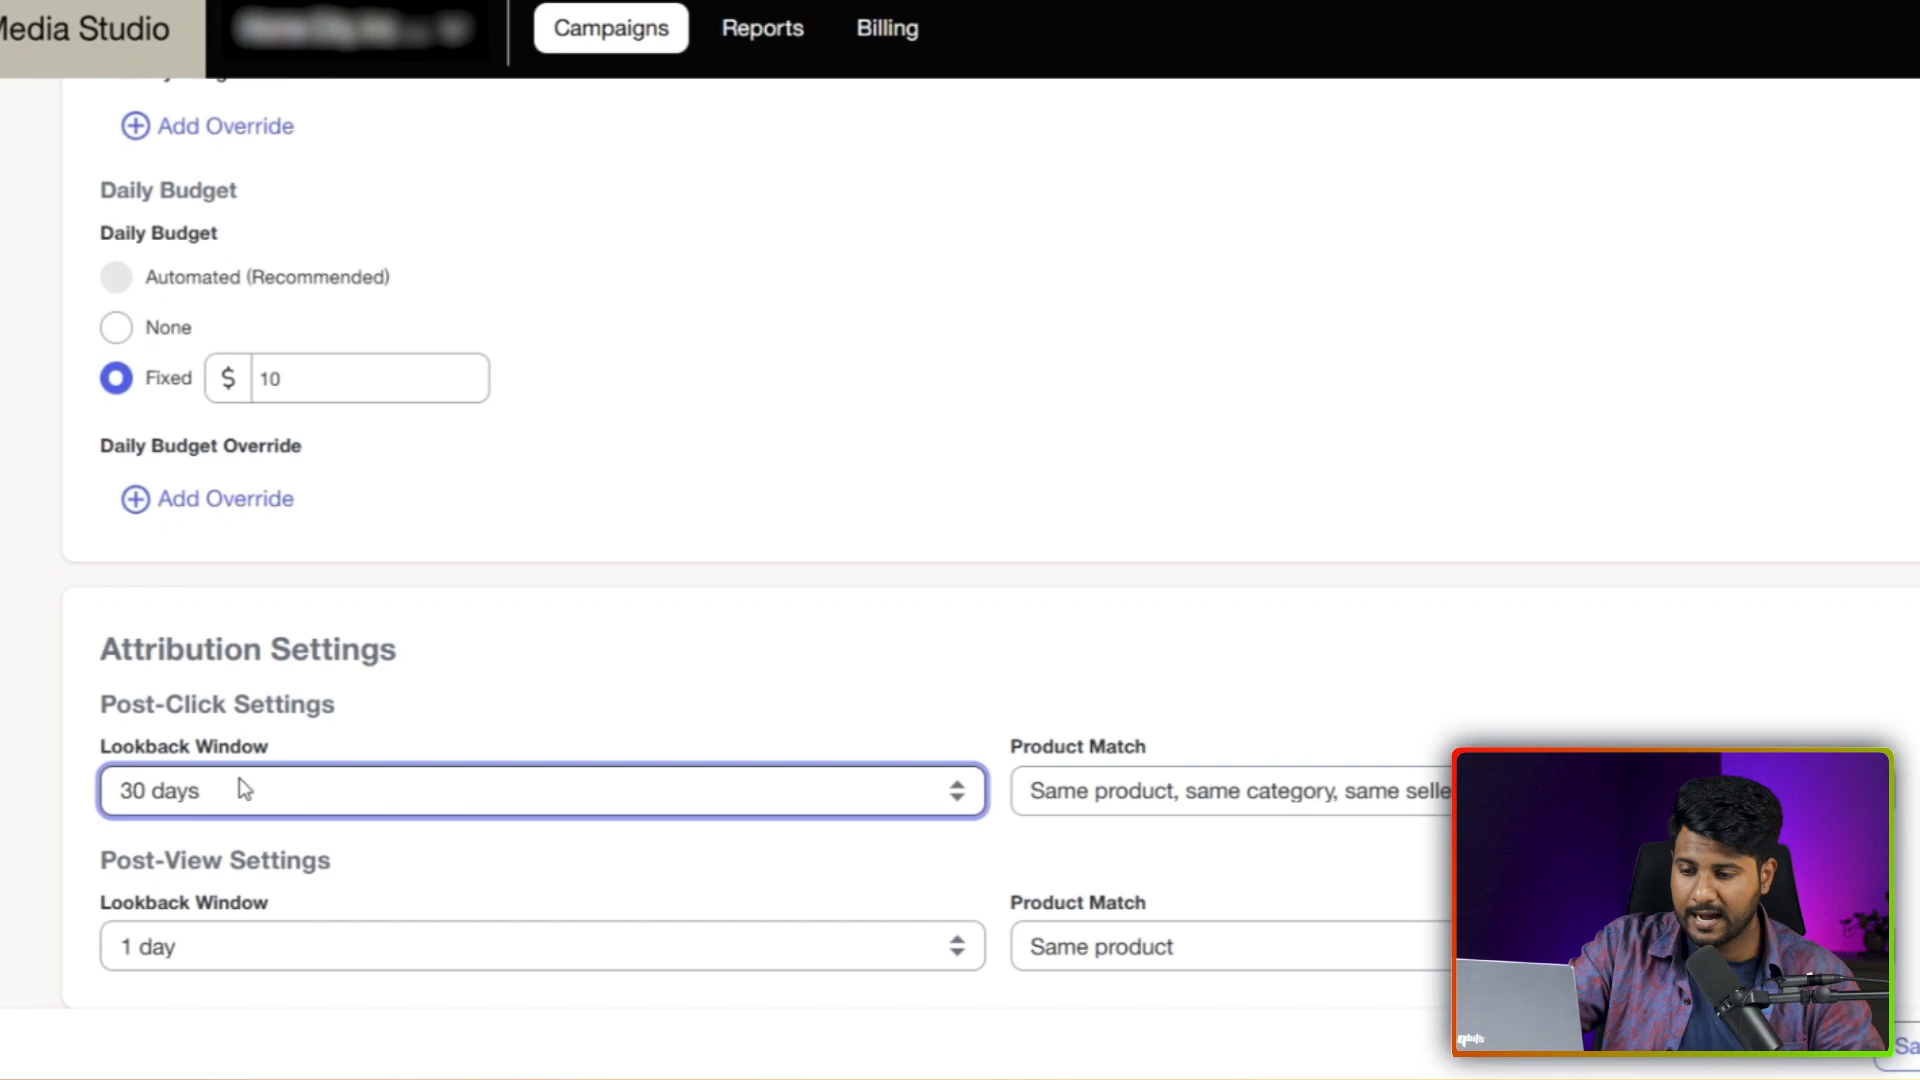 Media Studio
Campaigns
Reports
Billing
Add Override
Daily Budget
Daily Budget
Automated (Recommended)
None
Fixed $ 10
Daily Budget Override
Add Override
Attribution Settings
Post-Click Settings
Lookback Window
Product Match
30 days
Same product, same category, same selle
Post-View Settings
Lookback Window
Product Match
1 day
Same product
Sa